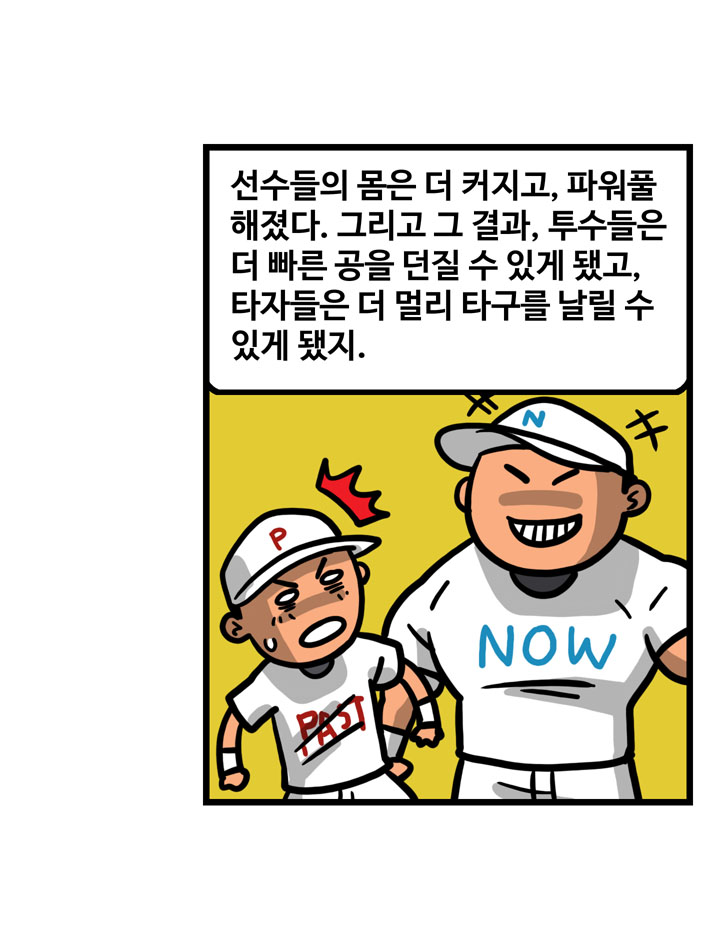 선수들의 몸은 더 커지고, 파워풀
해졌다. 그리고 그 결과, 투수들은
더 빠른 공을 던질 수 있게 됐고,
타자들은 더 멀리 타구를 날릴 수
있게 됐지.
N
P
NOW
PAST